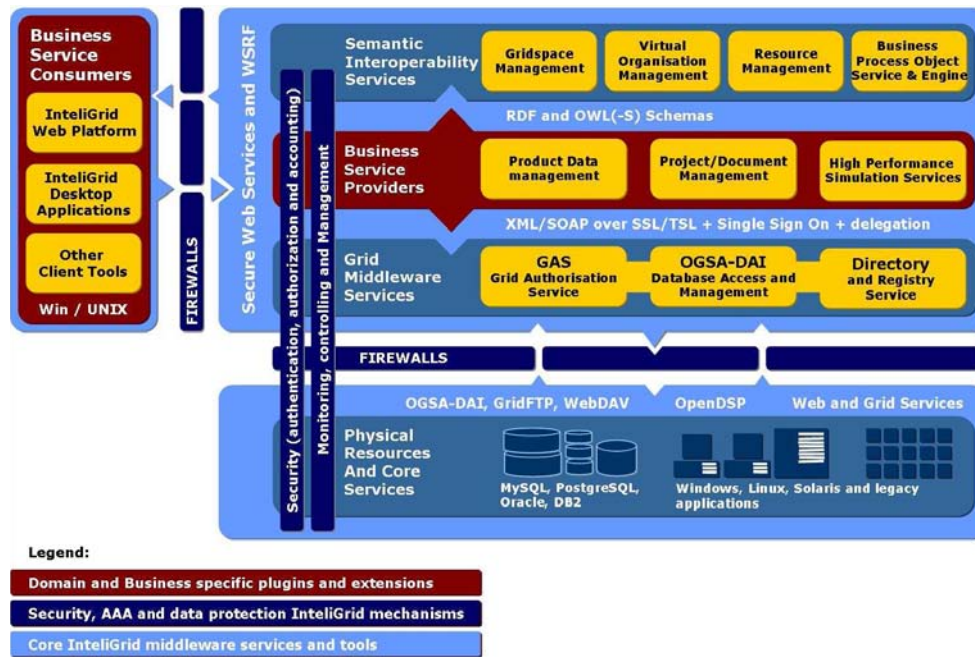 Business
Service
Consumers
InteliGrid
Web Platform
InteliGrid
Desktop
Applications
Other
Client Tools
Win / UNIX
FIREWALLS
Secure Web Services and WSRF
Security (authentication, authorization and accounting)
Monitoring, controlling and Management
Semantic
Interoperability
Services
Gridspace
Management
Virtual
Organisation
Management
Resource
Management
Business
Process Object
Service & Engine
RDF and OWL(-S) Schemas
Business
Service
Providers
Product Data
management
Project/Document
Management
High Performance
Simulation Services
XML/SOAP over SSL/TSL + Single Sign On + delegation
Grid
Middleware
Services
GAS
Grid Authorisation
Service
OGSA-DAI
Database Access and
Management
Directory
and Registry
Service
FIREWALLS
OGSA-DAI, GridFTP, WebDAV
OpenDSP
Web and Grid Services
Physical
Resources
And Core
Services
MySQL, PostgreSQL,
Oracle, DB2
Windows, Linux, Solaris and legacy
applications
Legend:
Domain and Business specific plugins and extensions
Security, AAA and data protection InteliGrid mechanisms
Core InteliGrid middleware services and tools